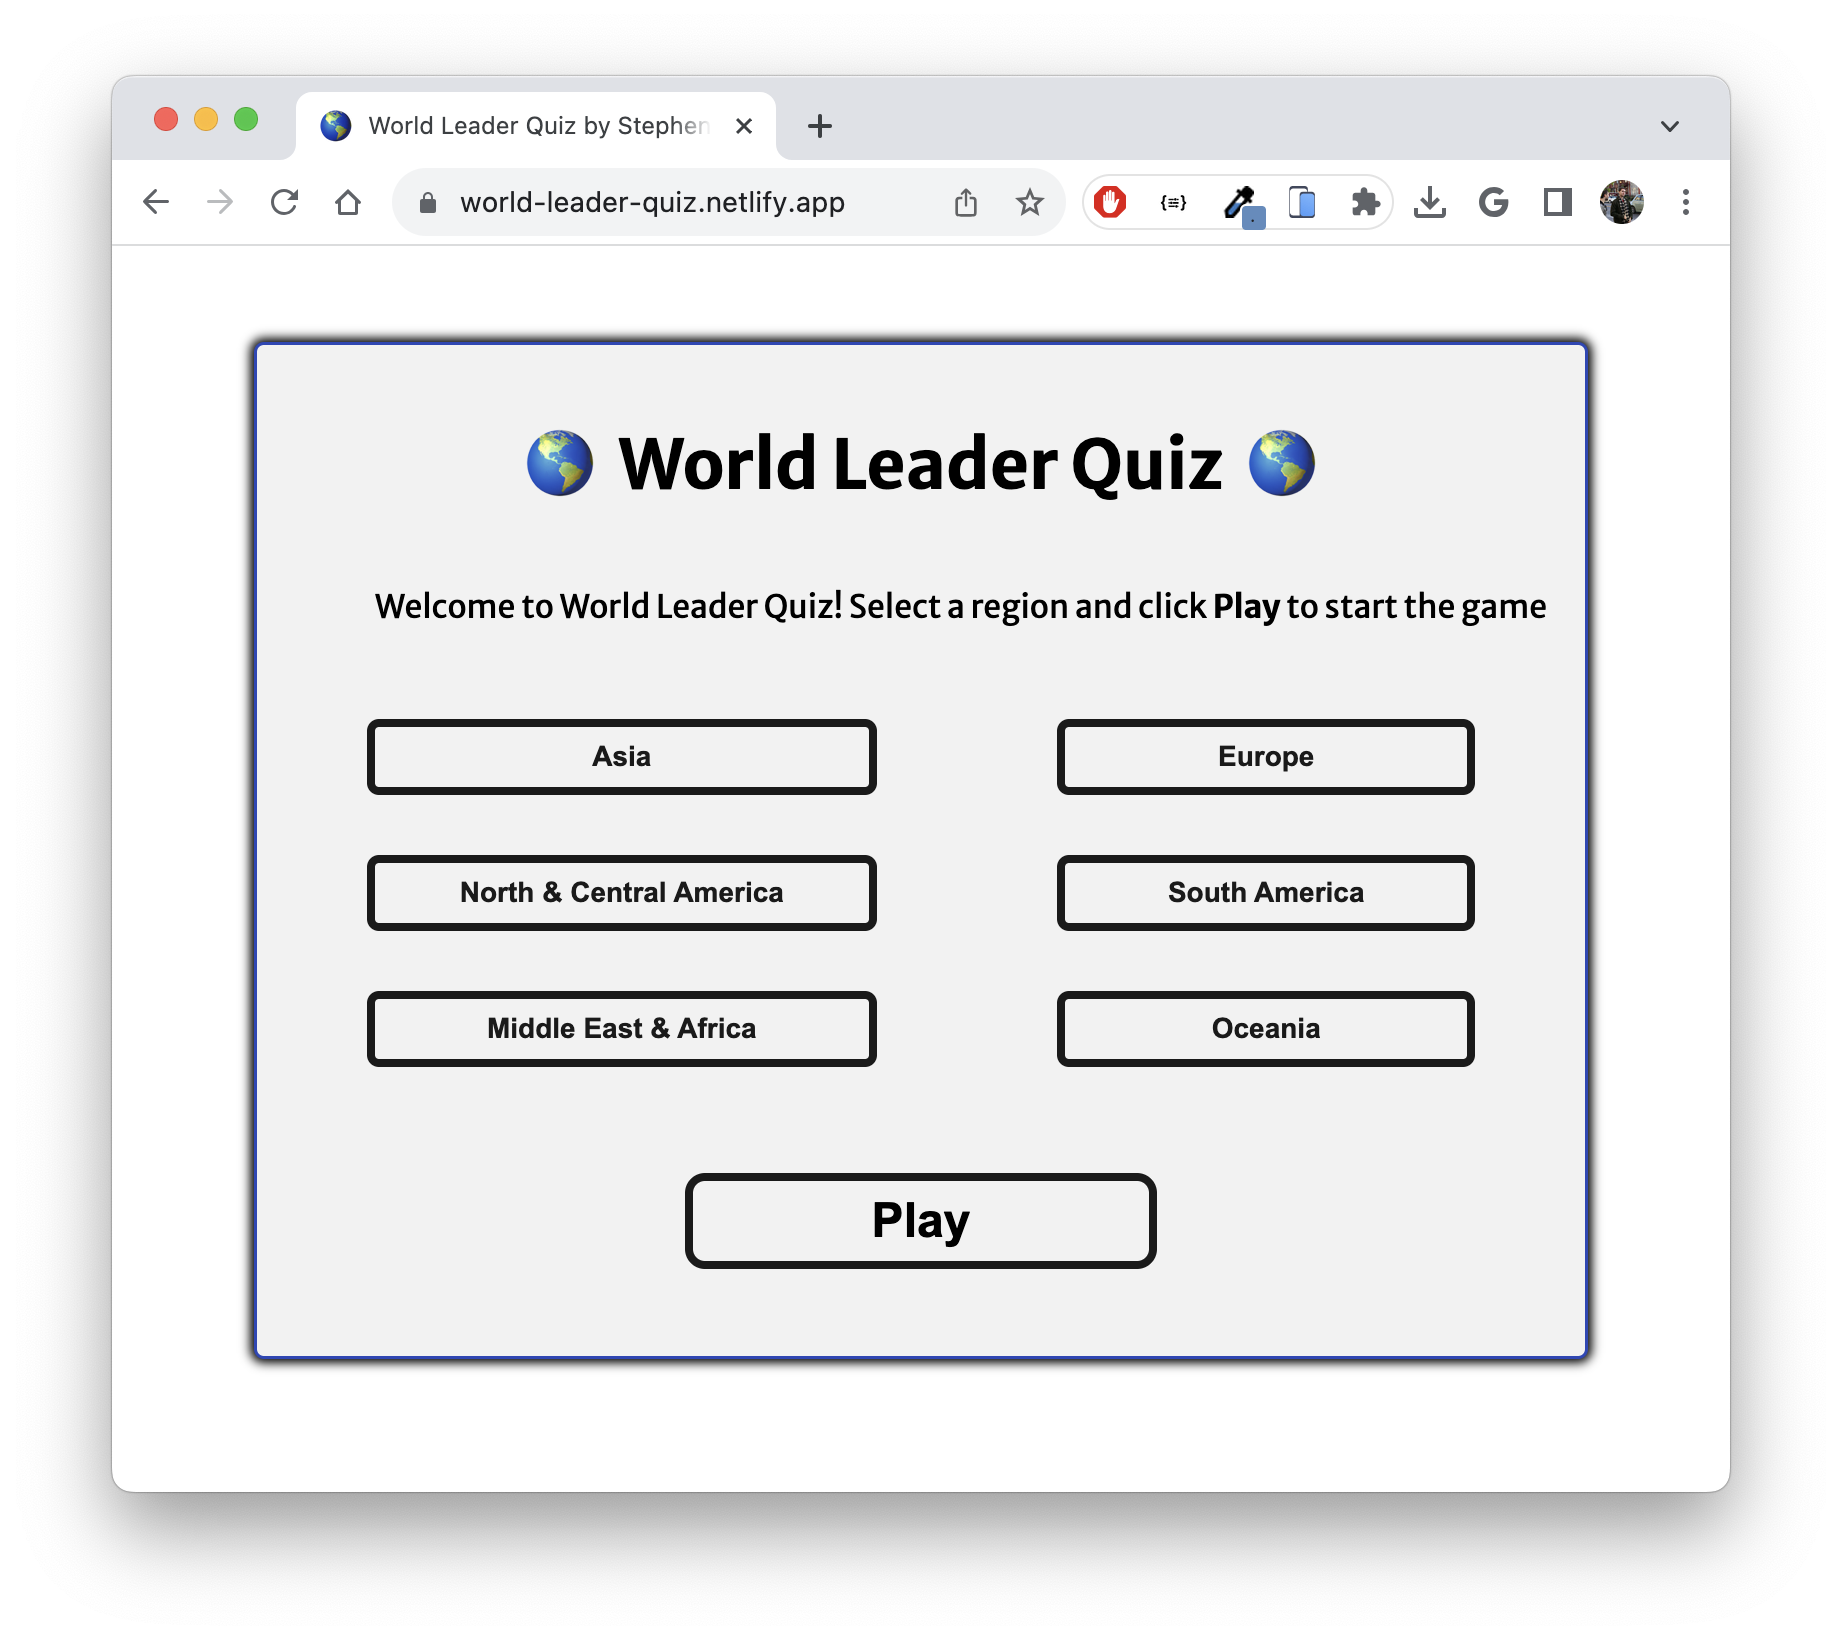 World Leader Quiz by Stephen
world-leader-quiz.netlify.app
World Leader Quiz
Welcome to World Leader Quiz! Select a region and click Play to start the game
Asia
Europe
North & Central America
South America
Middle East & Africa
Oceania
Play